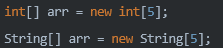 int[] arr = new int[5];
String[] arr = new String[5];